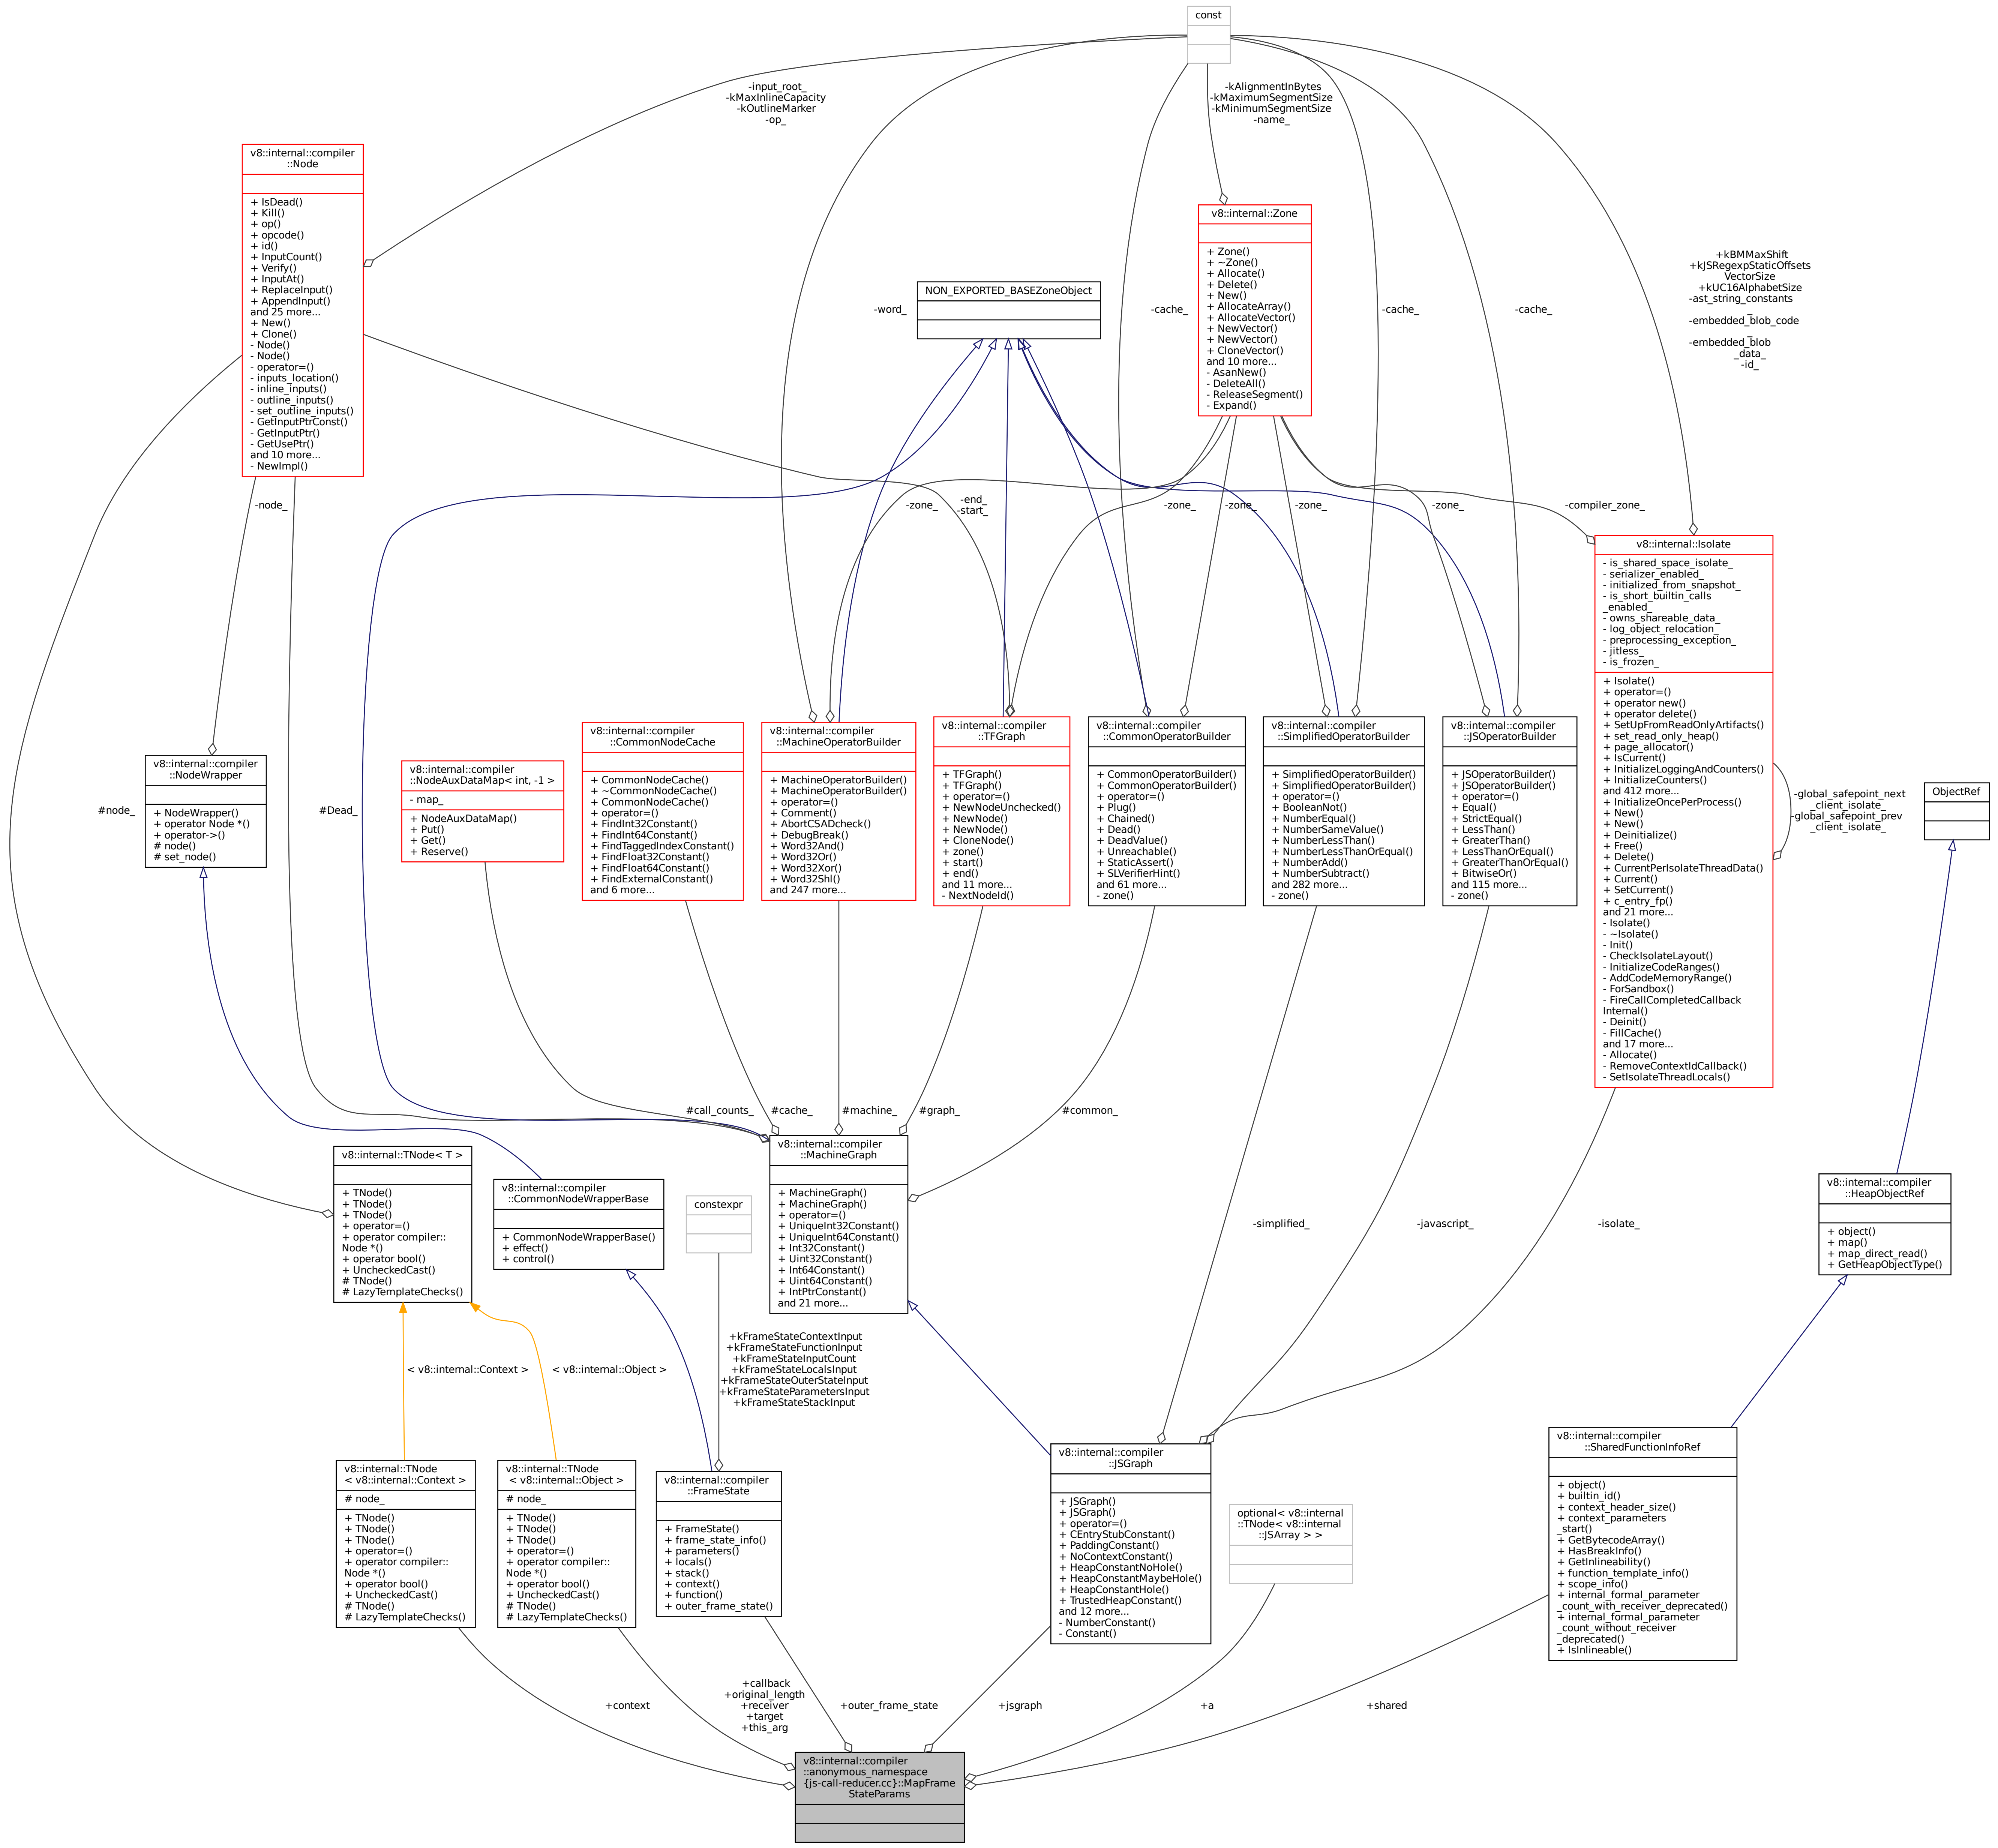 const
-input_root_
-kMaxInlineCapacity
-kOutlineMarker
-op_
-kAlignmentInBytes
-kMaximumSegmentSize
-kMinimumSegmentSize
-name_
v8::internal::compiler
::Node
+ IsDead()
+ Kill()
+ op()
+ opcode()
+ id()
+ InputCount()
+ Verify()
+ InputAt()
+ ReplaceInput()
+ AppendInput()
and 25 more...
+ New()
+ Clone()
- Node()
- Node()
- operator=()
- inputs_location()
- inline_inputs()
- outline_inputs()
- set_outline_inputs()
- GetInputPtrConst()
- GetInputPtr()
- GetUsePtr()
and 10 more...
- NewImpl()
v8::internal::Zone
+ Zone()
+ ~Zone()
+ Allocate()
+ Delete()
+ New()
+ AllocateArray()
+ AllocateVector()
+ NewVector()
+ NewVector()
+ CloneVector()
and 10 more...
- AsanNew()
- DeleteAll()
- ReleaseSegment()
- Expand()
NON_EXPORTED_BASEZoneObject
-word_
-cache_
-cache_
-cache_
+kBMMaxShift
+kJSRegexpStaticOffsets
VectorSize
+kUC16AlphabetSize
-ast_string_constants
_
-embedded_blob_code
_
-embedded_blob
_data_
-id_
-node_
-zone_
-end_
-start_
-zone_
-zone_
-zone_
-zone_
-compiler_zone_
v8::internal::Isolate
- is_shared_space_isolate_
- serializer_enabled_
- initialized_from_snapshot_
- is_short_builtin_calls
_enabled_
- owns_shareable_data_
- log_object_relocation_
- preprocessing_exception_
- jitless_
- is_frozen_
+ Isolate()
+ operator=()
+ operator new()
+ operator delete()
+ SetUpFromReadOnlyArtifacts()
+ set_read_only_heap()
+ page_allocator()
+ IsCurrent()
+ InitializeLoggingAndCounters()
+ InitializeCounters()
and 412 more...
+ InitializeOncePerProcess()
+ New()
+ New()
+ Deinitialize()
+ Free()
+ Delete()
+ CurrentPerIsolateThreadData()
+ Current()
+ SetCurrent()
+ c_entry_fp()
and 21 more...
- Isolate()
- ~Isolate()
- Init()
- CheckIsolateLayout()
- InitializeCodeRanges()
- AddCodeMemoryRange()
- ForSandbox()
- FireCallCompletedCallback
Internal()
- Deinit()
- FillCache()
and 17 more...
- Allocate()
- RemoveContextIdCallback()
- SetIsolateThreadLocals()
-global_safepoint_next
_client_isolate_
-global_safepoint_prev
_client_isolate_
ObjectRef
#node_
v8::internal::compiler
::NodeWrapper
+ NodeWrapper()
+ operator Node *()
+ operator->()
# node()
# set_node()
#Dead_
v8::internal::compiler
::NodeAuxDataMap< int, -1 >
- map_
+ NodeAuxDataMap()
+ Put()
+ Get()
+ Reserve()
v8::internal::compiler
::CommonNodeCache
+ CommonNodeCache()
+ ~CommonNodeCache()
+ CommonNodeCache()
+ operator=()
+ FindInt32Constant()
+ FindInt64Constant()
+ FindTaggedIndexConstant()
+ FindFloat32Constant()
+ FindFloat64Constant()
+ FindExternalConstant()
and 6 more...
v8::internal::compiler
::MachineOperatorBuilder
+ MachineOperatorBuilder()
+ MachineOperatorBuilder()
+ operator=()
+ Comment()
+ AbortCSADcheck()
+ DebugBreak()
+ Word32And()
+ Word32Or()
+ Word32Xor()
+ Word32Shl()
and 247 more...
v8::internal::compiler
::TFGraph
+ TFGraph()
+ TFGraph()
+ operator=()
+ NewNodeUnchecked()
+ NewNode()
+ NewNode()
+ CloneNode()
+ zone()
+ start()
+ end()
and 11 more...
- NextNodeId()
v8::internal::compiler
::CommonOperatorBuilder
+ CommonOperatorBuilder()
+ CommonOperatorBuilder()
+ operator=()
+ Plug()
+ Chained()
+ Dead()
+ DeadValue()
+ Unreachable()
+ StaticAssert()
+ SLVerifierHint()
and 61 more...
- zone()
v8::internal::compiler
::SimplifiedOperatorBuilder
+ SimplifiedOperatorBuilder()
+ SimplifiedOperatorBuilder()
+ operator=()
+ BooleanNot()
+ NumberEqual()
+ NumberSameValue()
+ NumberLessThan()
+ NumberLessThanOrEqual()
+ NumberAdd()
+ NumberSubtract()
and 282 more...
- zone()
v8::internal::compiler
::JSOperatorBuilder
+ JSOperatorBuilder()
+ JSOperatorBuilder()
+ operator=()
+ Equal()
+ StrictEqual()
+ LessThan()
+ GreaterThan()
+ LessThanOrEqual()
+ GreaterThanOrEqual()
+ BitwiseOr()
and 115 more...
- zone()
#call_counts_
#cache_
#machine_
#graph_
#common_
v8::internal::TNode< T >
+ TNode()
+ TNode()
+ TNode()
+ operator=()
+ operator compiler::
Node *()
+ operator bool()
+ UncheckedCast()
# TNode()
# LazyTemplateChecks()
v8::internal::compiler
::CommonNodeWrapperBase
+ CommonNodeWrapperBase()
+ effect()
+ control()
constexpr
v8::internal::compiler
::MachineGraph
+ MachineGraph()
+ MachineGraph()
+ operator=()
+ UniqueInt32Constant()
+ UniqueInt64Constant()
+ Int32Constant()
+ Uint32Constant()
+ Int64Constant()
+ Uint64Constant()
+ IntPtrConstant()
and 21 more...
-simplified_
-javascript_
-isolate_
v8::internal::compiler
::HeapObjectRef
+ object()
+ map()
+ map_direct_read()
+ GetHeapObjectType()
< v8::internal::Context >
< v8::internal::Object >
+kFrameStateContextInput
+kFrameStateFunctionInput
+kFrameStateInputCount
+kFrameStateLocalsInput
+kFrameStateOuterStateInput
+kFrameStateParametersInput
+kFrameStateStackInput
v8::internal::TNode
< v8::internal::Context >
# node_
+ TNode()
+ TNode()
+ TNode()
+ operator=()
+ operator compiler::
Node *()
+ operator bool()
+ UncheckedCast()
# TNode()
# LazyTemplateChecks()
v8::internal::TNode
< v8::internal::Object >
# node_
+ TNode()
+ TNode()
+ TNode()
+ operator=()
+ operator compiler::
Node *()
+ operator bool()
+ UncheckedCast()
# TNode()
# LazyTemplateChecks()
v8::internal::compiler
::FrameState
+ FrameState()
+ frame_state_info()
+ parameters()
+ locals()
+ stack()
+ context()
+ function()
+ outer_frame_state()
v8::internal::compiler
::JSGraph
+ JSGraph()
+ JSGraph()
+ operator=()
+ CEntryStubConstant()
+ PaddingConstant()
+ NoContextConstant()
+ HeapConstantNoHole()
+ HeapConstantMaybeHole()
+ HeapConstantHole()
+ TrustedHeapConstant()
and 12 more...
- NumberConstant()
- Constant()
optional< v8::internal
::TNode< v8::internal
::JSArray > >
v8::internal::compiler
::SharedFunctionInfoRef
+ object()
+ builtin_id()
+ context_header_size()
+ context_parameters
_start()
+ GetBytecodeArray()
+ HasBreakInfo()
+ GetInlineability()
+ function_template_info()
+ scope_info()
+ internal_formal_parameter
_count_with_receiver_deprecated()
+ internal_formal_parameter
_count_without_receiver
_deprecated()
+ IsInlineable()
+context
+callback
+original_length
+receiver
+target
+this_arg
+outer_frame_state
+jsgraph
+a
+shared
v8::internal::compiler
::anonymous_namespace
{js-call-reducer.cc}::MapFrame
StateParams